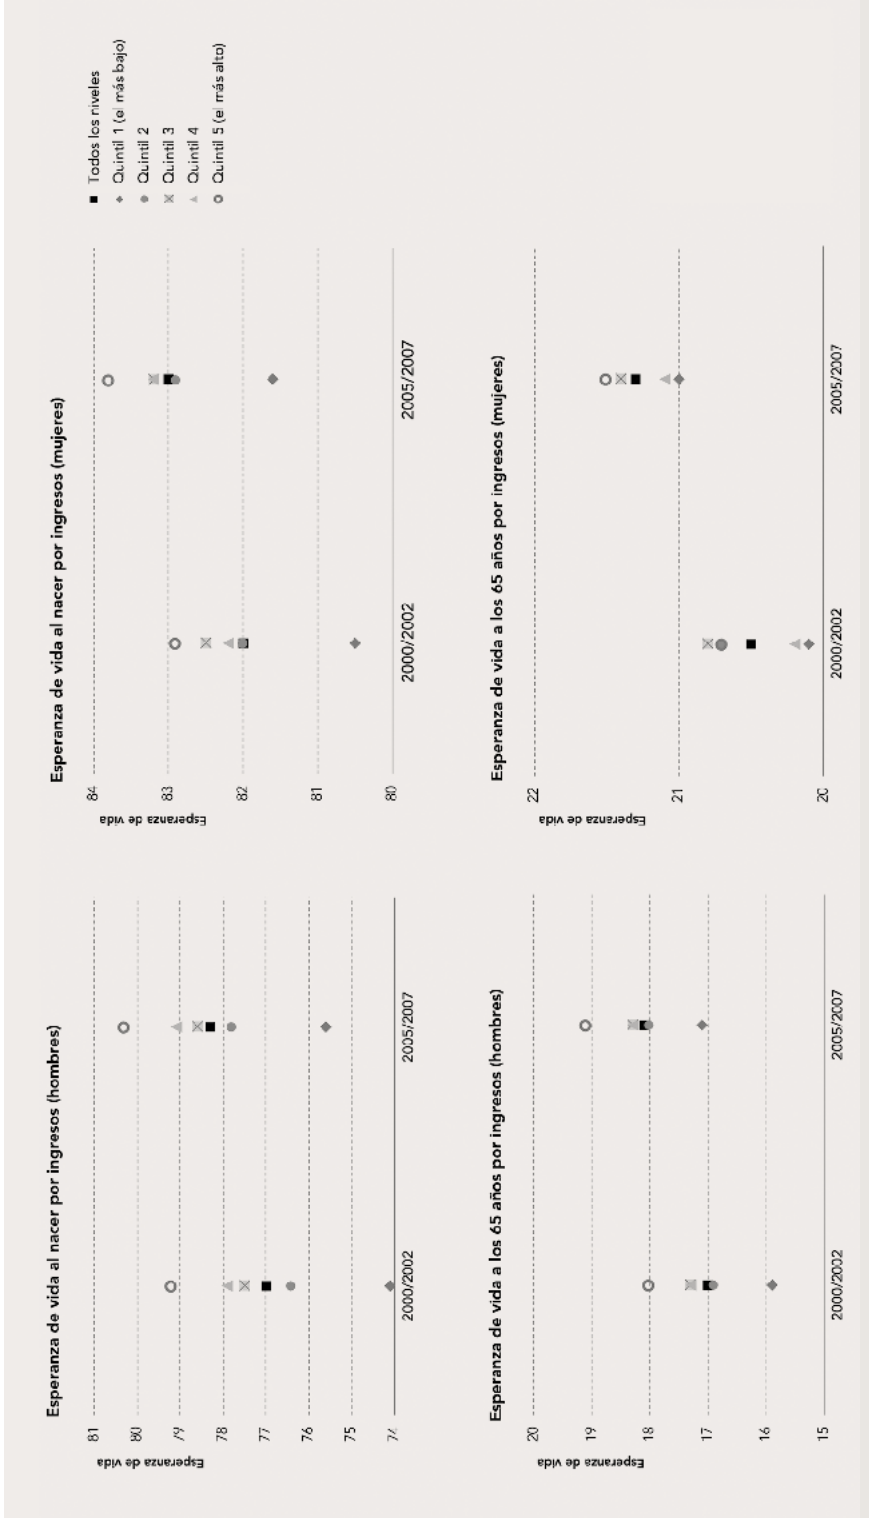 Esperanza de vida al nacer por ingresos (hombres)
Esperanza de vida
81
80
79
78
77
76
75
74
2000/2002
2005/2007
Esperanza de vida al nacer por ingresos (mujeres)
Esperanza de vida
84
83
82
81
80
2000/2002
2005/2007
Todos los niveles
Quintil 1 (el más bajo)
Quintil 2
Quintil 3
Quintil 4
Quintil 5 (el más alto)
Esperanza de vida a los 65 años por ingresos (hombres)
Esperanza de vida
20
19
18
17
16
15
2000/2002
2005/2007
Esperanza de vida a los 65 años por ingresos (mujeres)
Esperanza de vida
22
21
20
2000/2002
2005/2007